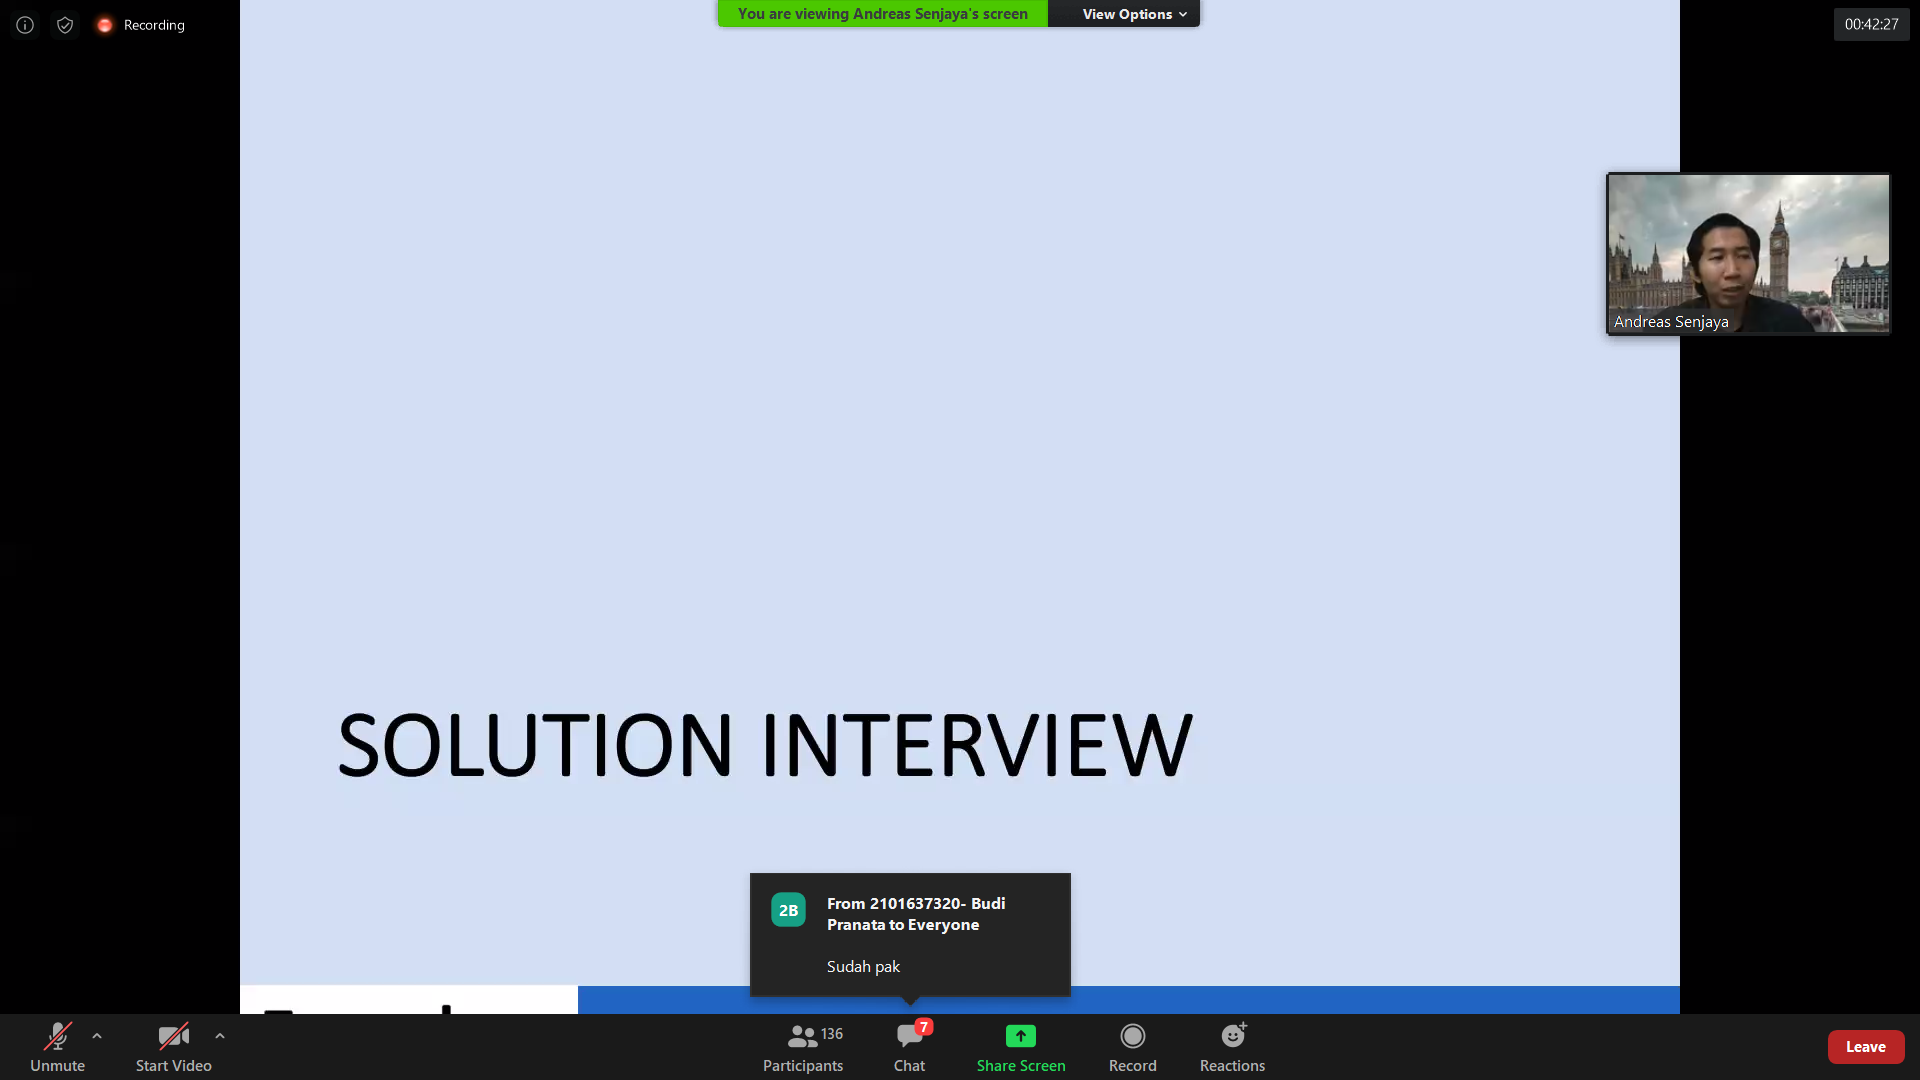 Recording
You are viewing Andreas Senjaya's screen
View Options
00:42:27
Andreas Senjaya
SOLUTION INTERVIEW
2B
From 2101637320- Budi
Pranata to Everyone
Sudah pak
Unmute
Start Video
136
Participants
7
Chat
Share Screen
Record
Reactions
Leave